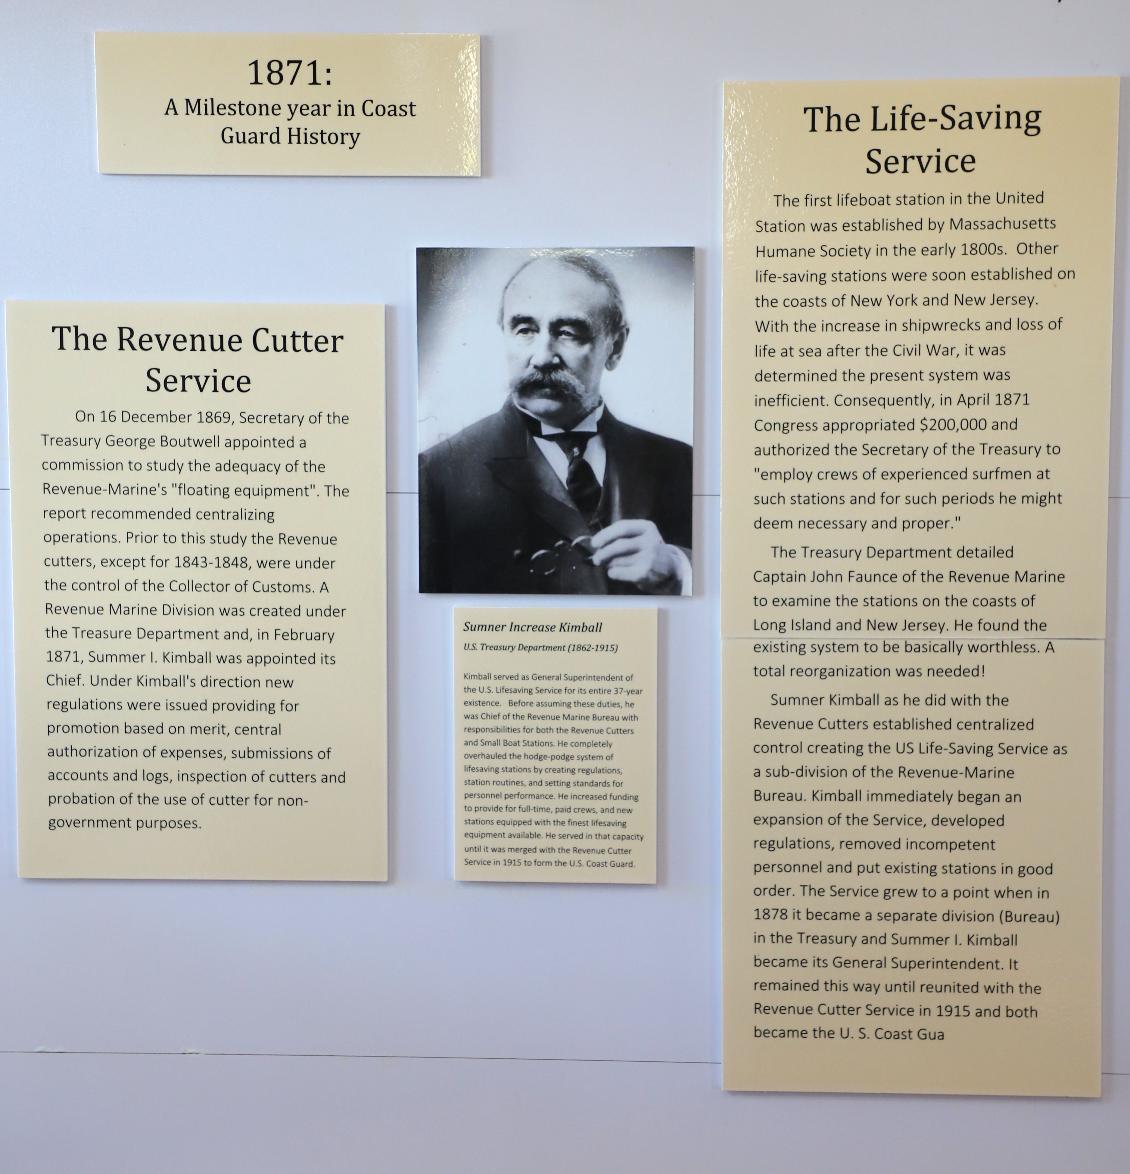 1871:
A Milestone year in Coast
Guard History
The Revenue Cutter
Service
On 16 December 1869, Secretary of the
Treasury George Boutwell appointed a
commission to study the adequacy of the
Revenue-Marine's "floating equipment". The
report recommended centralizing
operations. Prior to this study the Revenue
cutters, except for 1843-1848, were under
the control of the Collector of Customs. A
Revenue Marine Division was created under
the Treasure Department and, in February
1871, Summer I. Kimball was appointed its
Chief. Under Kimball's direction new
regulations were issued providing for
promotion based on merit, central
authorization of expenses, submissions of
accounts and logs, inspection of cutters and
probation of the use of cutter for non-
government purposes.
Sumner Increase Kimball
U.S. Treasury Department (1862-1915)
Kimball served as General Superintendent of
the U.S. Lifesaving Service for its entire 37-year
existence. Before assuming these duties, he
was Chief of the Revenue Marine Bureau with
responsibilities for both the Revenue Cutters
and Small Boat Stations. He completely
overhauled the hodge-podge system of
lifesaving stations by creating regulations,
station routines, and setting standards for
personnel performance. He increased funding
to provide for full-time, paid crews, and new
stations equipped with the finest lifesaving
equipment available. He served in that capacity
until it was merged with the Revenue Cutter
Service in 1915 to form the U.S. Coast Guard.
The Life-Saving
Service
The first lifeboat station in the United
Station was established by Massachusetts
Humane Society in the early 1800s. Other
life-saving stations were soon established on
the coasts of New York and New Jersey.
With the increase in shipwrecks and loss of
life at sea after the Civil War, it was
determined the present system was
inefficient. Consequently, in April 1871
Congress appropriated $200,000 and
authorized the Secretary of the Treasury to
"employ crews of experienced surfmen at
such stations and for such periods he might
deem necessary and proper."
The Treasury Department detailed
Captain John Faunce of the Revenue Marine
to examine the stations on the coasts of
Long Island and New Jersey. He found the
existing system to be basically worthless. A
total reorganization was needed!
Sumner Kimball as he did with the
Revenue Cutters established centralized
control creating the US Life-Saving Service as
a sub-division of the Revenue-Marine
Bureau. Kimball immediately began an
expansion of the Service, developed
regulations, removed incompetent
personnel and put existing stations in good
order. The Service grew to a point when in
1878 it became a separate division (Bureau)
in the Treasury and Summer I. Kimball
became its General Superintendent. It
remained this way until reunited with the
Revenue Cutter Service in 1915 and both
became the U. S. Coast Gua